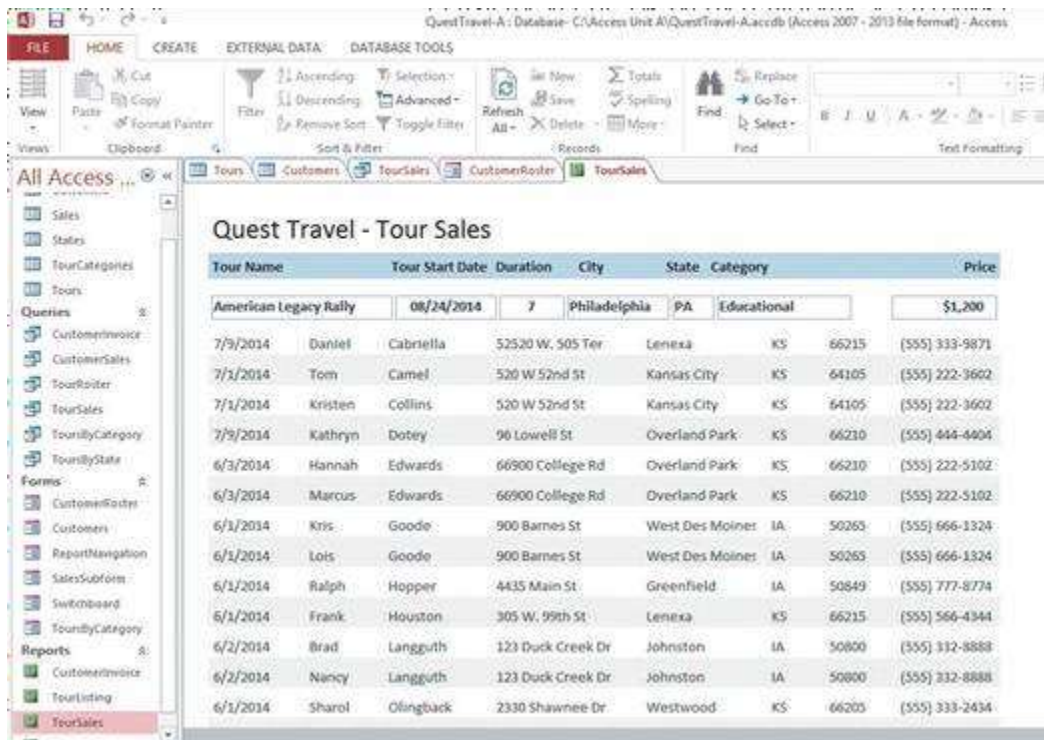 QuestTravel-A : Database- C:\Access Unit A\QuestTravel-A.accdb (Access 2007 - 2013 file format) - Access
FILE HOME CREATE EXTERNAL DATA DATABASE TOOLS
Cut Ascending Selection New Totals Replace
View Paste Copy Filter Descending Advanced Refresh All Save Spelling Find Go To
Format Painter Remove Sort Toggle Filter Delete More Select
B I U A
Views Clipboard Sort & Filter Records Find Text Formatting
All Access ...
Tours Customers TourSales CustomerRoster TourSales
Sales
States
TourCategories
Tours
Queries
CustomerInvoice
CustomerSales
TourRoster
TourSales
ToursByCategory
ToursByState
Forms
CustomerRoster
Customers
ReportNavigation
SalesSubform
Switchboard
ToursByCategory
Reports
CustomerInvoice
TourListing
TourSales
Quest Travel - Tour Sales
Tour Name Tour Start Date Duration City State Category Price
American Legacy Rally 08/24/2014 7 Philadelphia PA Educational $1,200
7/9/2014 Daniel Cabriella 52520 W. 505 Ter Lenexa KS 66215 (555) 333-9871
7/1/2014 Tom Camel 520 W 52nd St Kansas City KS 64105 (555) 222-3602
7/1/2014 Kristen Collins 520 W 52nd St Kansas City KS 64105 (555) 222-3602
7/9/2014 Kathryn Dotey 96 Lowell St Overland Park KS 66210 (555) 444-4404
6/3/2014 Hannah Edwards 66900 College Rd Overland Park KS 66210 (555) 222-5102
6/3/2014 Marcus Edwards 66900 College Rd Overland Park KS 66210 (555) 222-5102
6/1/2014 Kris Goode 900 Barnes St West Des Moines IA 50265 (555) 666-1324
6/1/2014 Lois Goode 900 Barnes St West Des Moines IA 50265 (555) 666-1324
6/1/2014 Ralph Hopper 4435 Main St Greenfield IA 50849 (555) 777-8774
6/1/2014 Frank Houston 305 W. 99th St Lenexa KS 66215 (555) 566-4344
6/2/2014 Brad Langguth 123 Duck Creek Dr Johnston IA 50800 (555) 332-8888
6/2/2014 Nancy Langguth 123 Duck Creek Dr Johnston IA 50800 (555) 332-8888
6/1/2014 Sharol Olingback 2330 Shawnee Dr Westwood KS 66205 (555) 333-2434